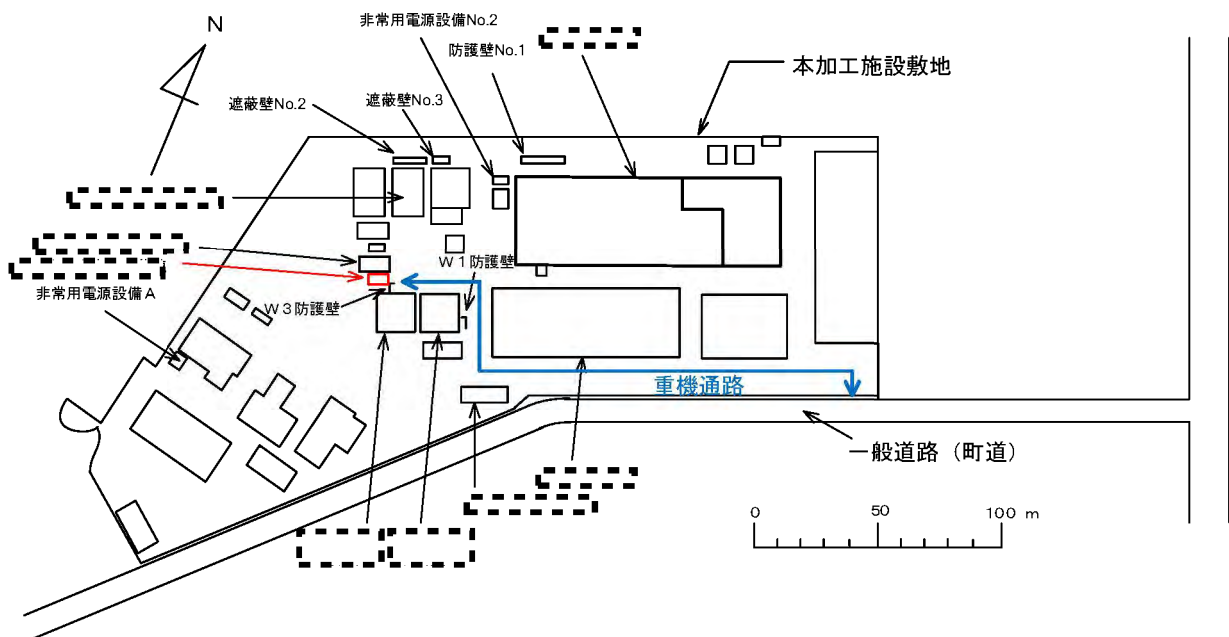 N
非常用電源設備No.2
防護壁No.1
本加工施設敷地
遮蔽壁No.2
遮蔽壁No.3
W1防護壁
非常用電源設備A
W3防護壁
重機通路
一般道路（町道）
0
50
100 m